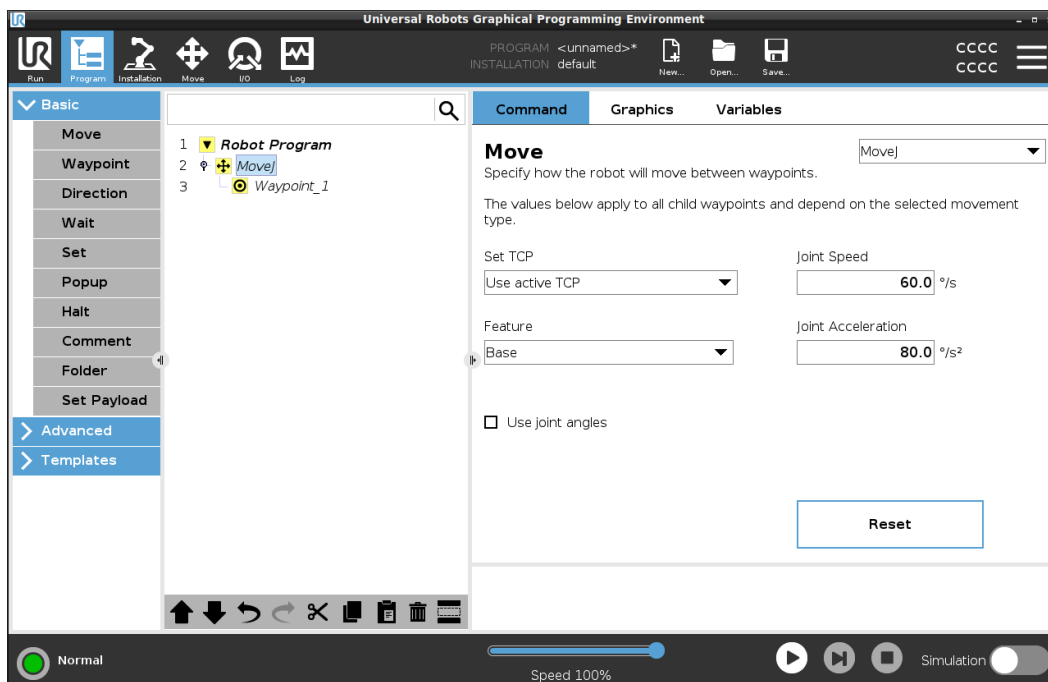 Universal Robots Graphical Programming Environment
UR
Run
Program
Installation
Move
I/O
Log
PROGRAM <unnamed>*
INSTALLATION default
New...
Open...
Save...
CCCC
CCCC
Basic
Move
Waypoint
Direction
Wait
Set
Popup
Halt
Comment
Folder
Set Payload
Advanced
Templates
1 Robot Program
2 MoveJ
3 Waypoint_1
Command Graphics Variables
Move
MoveJ
Specify how the robot will move between waypoints.
The values below apply to all child waypoints and depend on the selected movement
type.
Set TCP
Use active TCP
Joint Speed
60.0 °/s
Feature
Base
Joint Acceleration
80.0 °/s²
Use joint angles
Reset
Normal
Speed 100%
Simulation